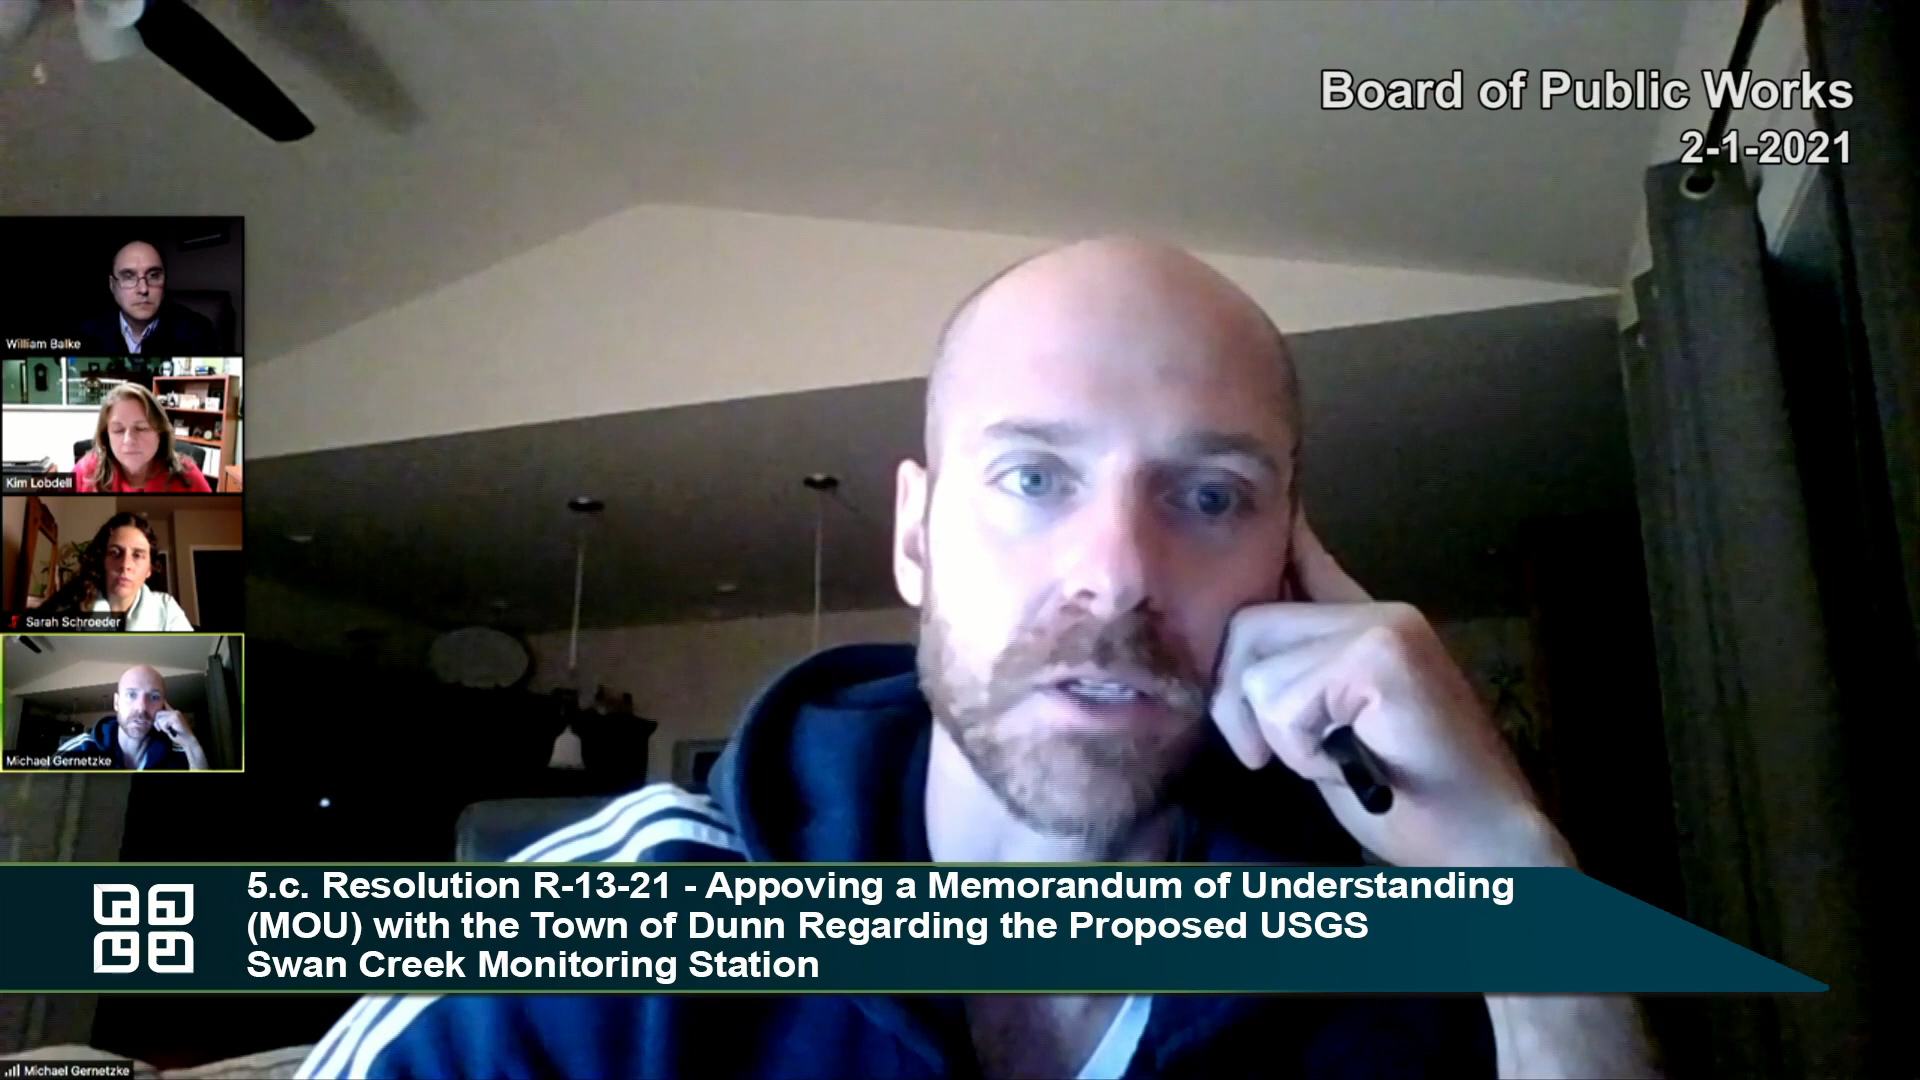 Board of Public Works
2-1-2021
William Balke
Kim Lobdell
Sarah Schroeder
Michael Gernetzke
5.c. Resolution R-13-21 - Appoving a Memorandum of Understanding
(MOU) with the Town of Dunn Regarding the Proposed USGS
Swan Creek Monitoring Station
Michael Gernetzke